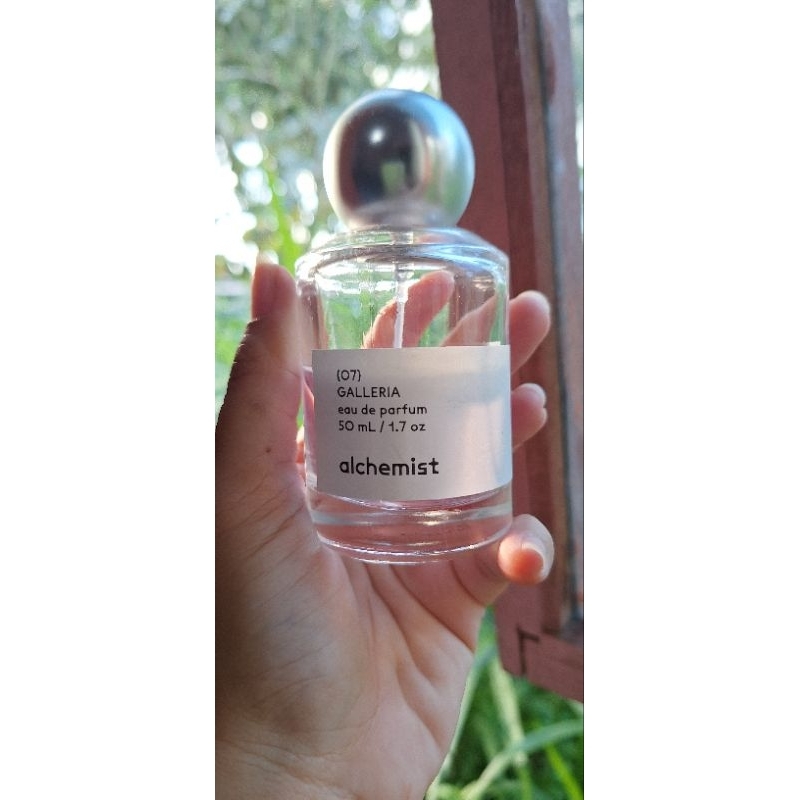 {07}
GALLERIA
eau de parfum
50 mL / 1.7 oz
alchemist